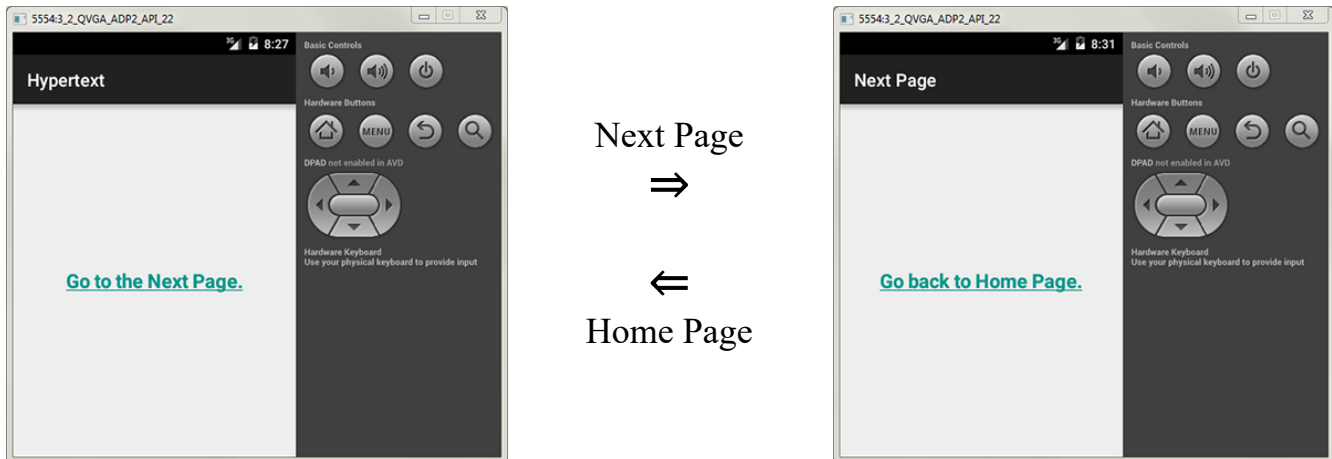 5554:3_2_QVGA_ADP2_API_22
3G 8:27
Hypertext
Go to the Next Page.
Basic Controls
Hardware Buttons
MENU
DPAD not enabled in AVD
Hardware Keyboard
Use your physical keyboard to provide input
Next Page
⇒
⇐
Home Page
5554:3_2_QVGA_ADP2_API_22
3G 8:31
Next Page
Go back to Home Page.
Basic Controls
Hardware Buttons
MENU
DPAD not enabled in AVD
Hardware Keyboard
Use your physical keyboard to provide input